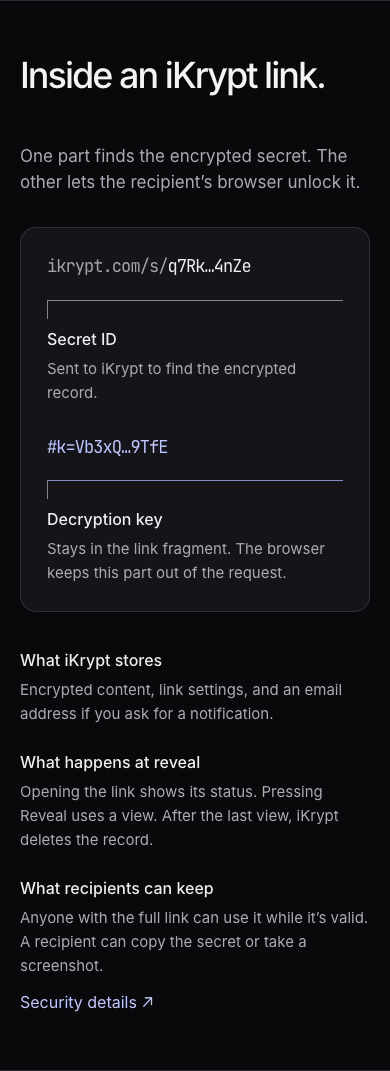 Inside an iKrypt link.
One part finds the encrypted secret. The
other lets the recipient’s browser unlock it.
ikrypt.com/s/q7Rk…4nZe
Secret ID
Sent to iKrypt to find the encrypted
record.
#k=Vb3xQ…9TfE
Decryption key
Stays in the link fragment. The browser
keeps this part out of the request.
What iKrypt stores
Encrypted content, link settings, and an email
address if you ask for a notification.
What happens at reveal
Opening the link shows its status. Pressing
Reveal uses a view. After the last view, iKrypt
deletes the record.
What recipients can keep
Anyone with the full link can use it while it’s valid.
A recipient can copy the secret or take a
screenshot.
Security details ↗